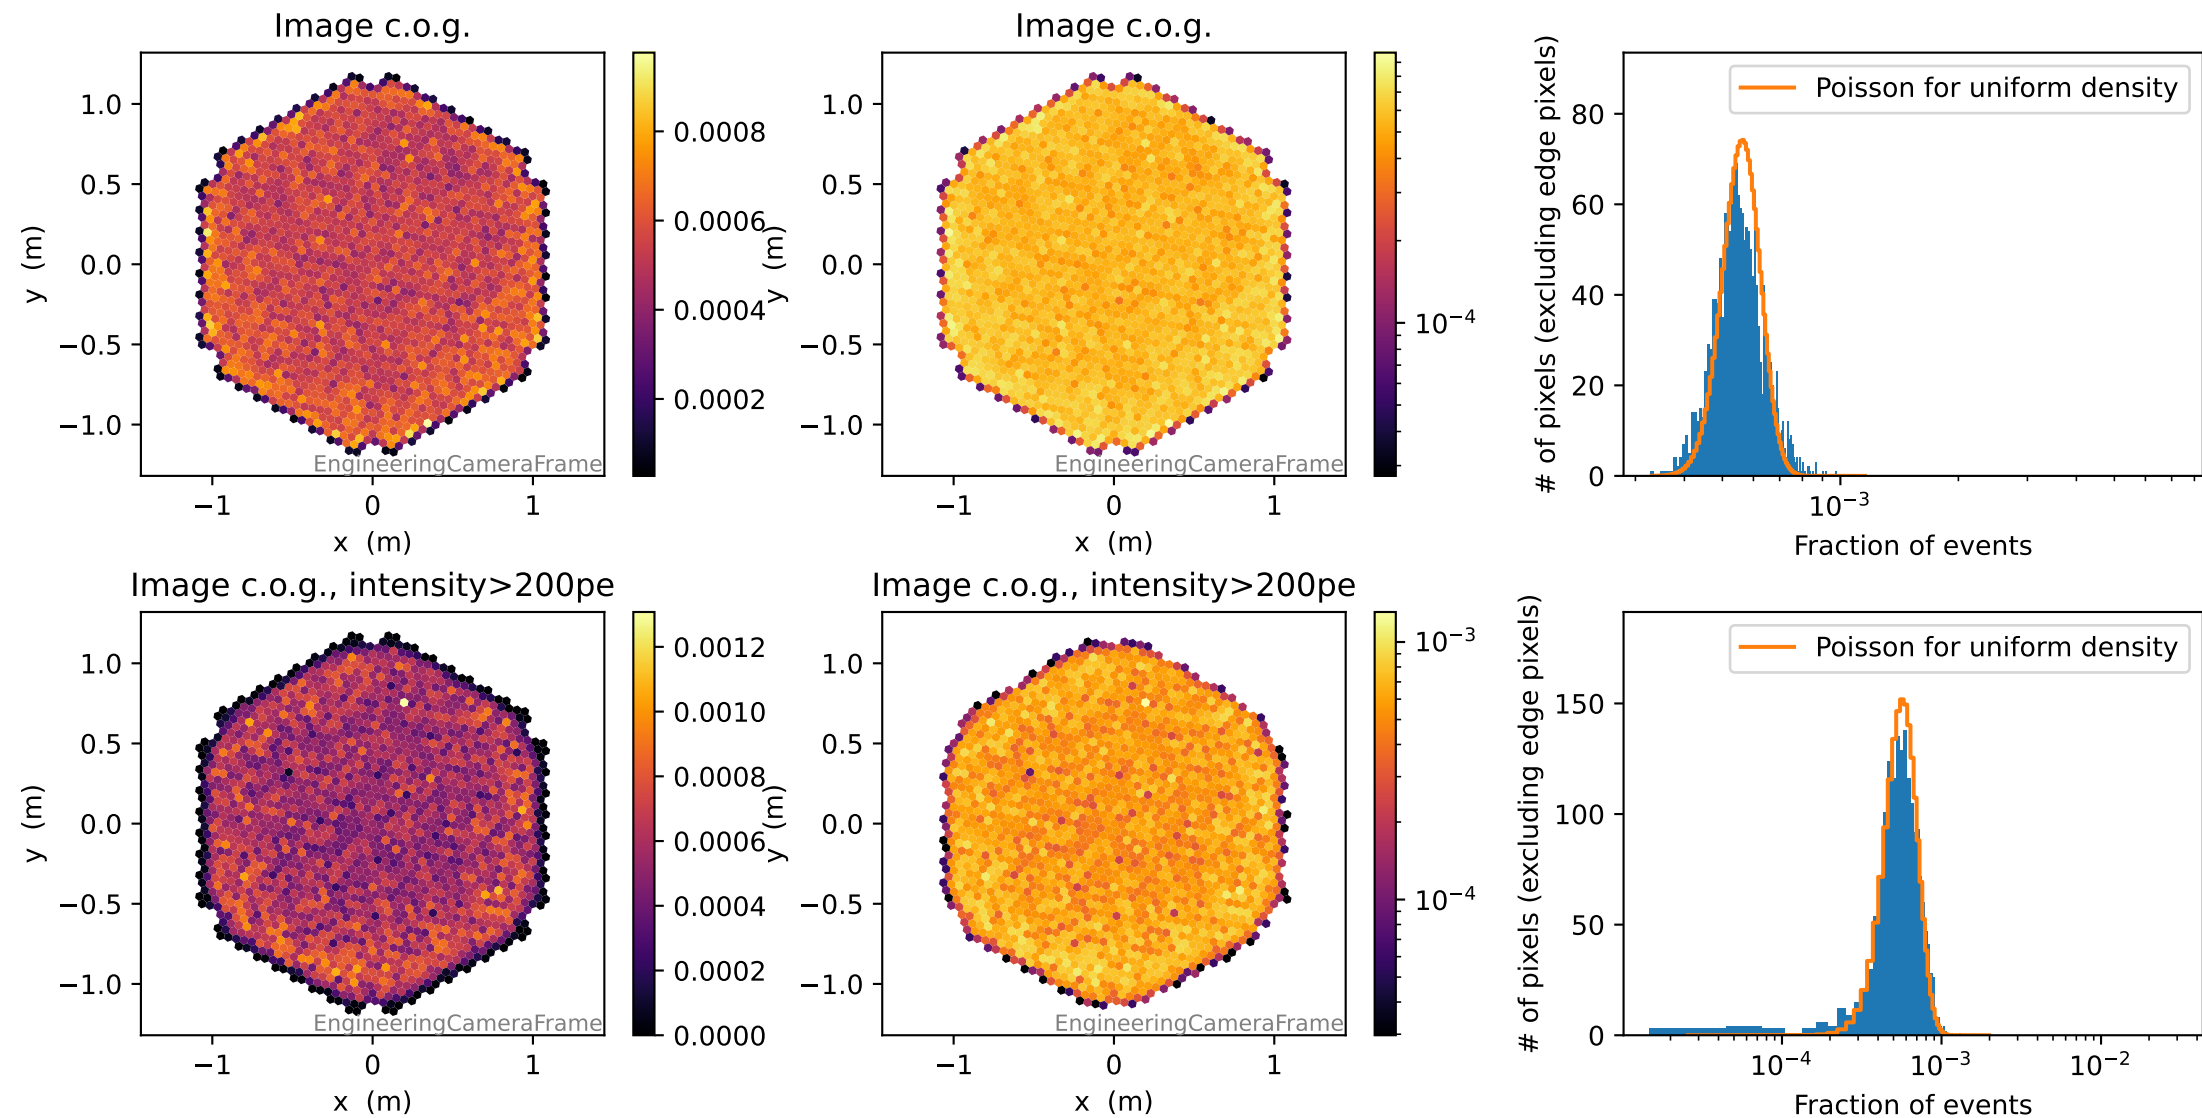 Image c.o.g.
1.0
0.5
0.0
−0.5
−1.0
y (m)
−1
0
1
x (m)
EngineeringCameraFrame
0.0008
0.0006
0.0004
0.0002
Image c.o.g.
1.0
0.5
0.0
−0.5
−1.0
y (m)
−1
0
1
x (m)
EngineeringCameraFrame
10⁻⁴
Poisson for uniform density
80
60
40
20
0
# of pixels (excluding edge pixels)
10⁻³
Fraction of events
Image c.o.g., intensity>200pe
1.0
0.5
0.0
−0.5
−1.0
y (m)
−1
0
1
x (m)
EngineeringCameraFrame
0.0012
0.0010
0.0008
0.0006
0.0004
0.0002
0.0000
Image c.o.g., intensity>200pe
1.0
0.5
0.0
−0.5
−1.0
y (m)
−1
0
1
x (m)
EngineeringCameraFrame
10⁻³
10⁻⁴
Poisson for uniform density
150
100
50
0
# of pixels (excluding edge pixels)
10⁻⁴
10⁻³
10⁻²
Fraction of events